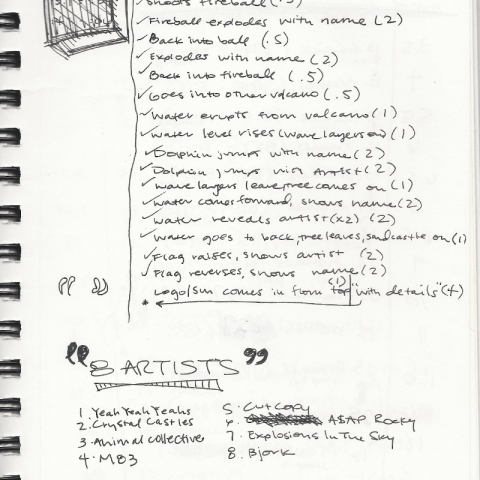 ✓Shoots fireball (.5)
✓Fireball explodes with name (2)
✓Back into ball (.5)
✓Explodes with name (2)
✓Back into fireball (.5)
✓Goes into other volcano (.5)
✓Water erupts from volcano (1)
✓Water level rises (wave layers on) (1)
✓Dolphin jumps with name (2)
✓Dolphin jumps with Artist (2)
✓wave layers leave, tree comes on (1)
✓water comes forward, shows name (2)
✓water reveals artist (x2) (2)
✓water goes to back, tree leaves, sandcastle on (1)
✓Flag raises, shows artist (2)
✓Flag reverses, shows name (2)
(1)
Logo/Sun comes in from top "with details" (4)
"8 ARTISTS"
1. Yeah Yeah Yeahs
2. Crystal Castles
3. Animal Collective
4. M83
5. Cut Copy
A$AP Rocky
7. Explosions In The Sky
8. Bjork